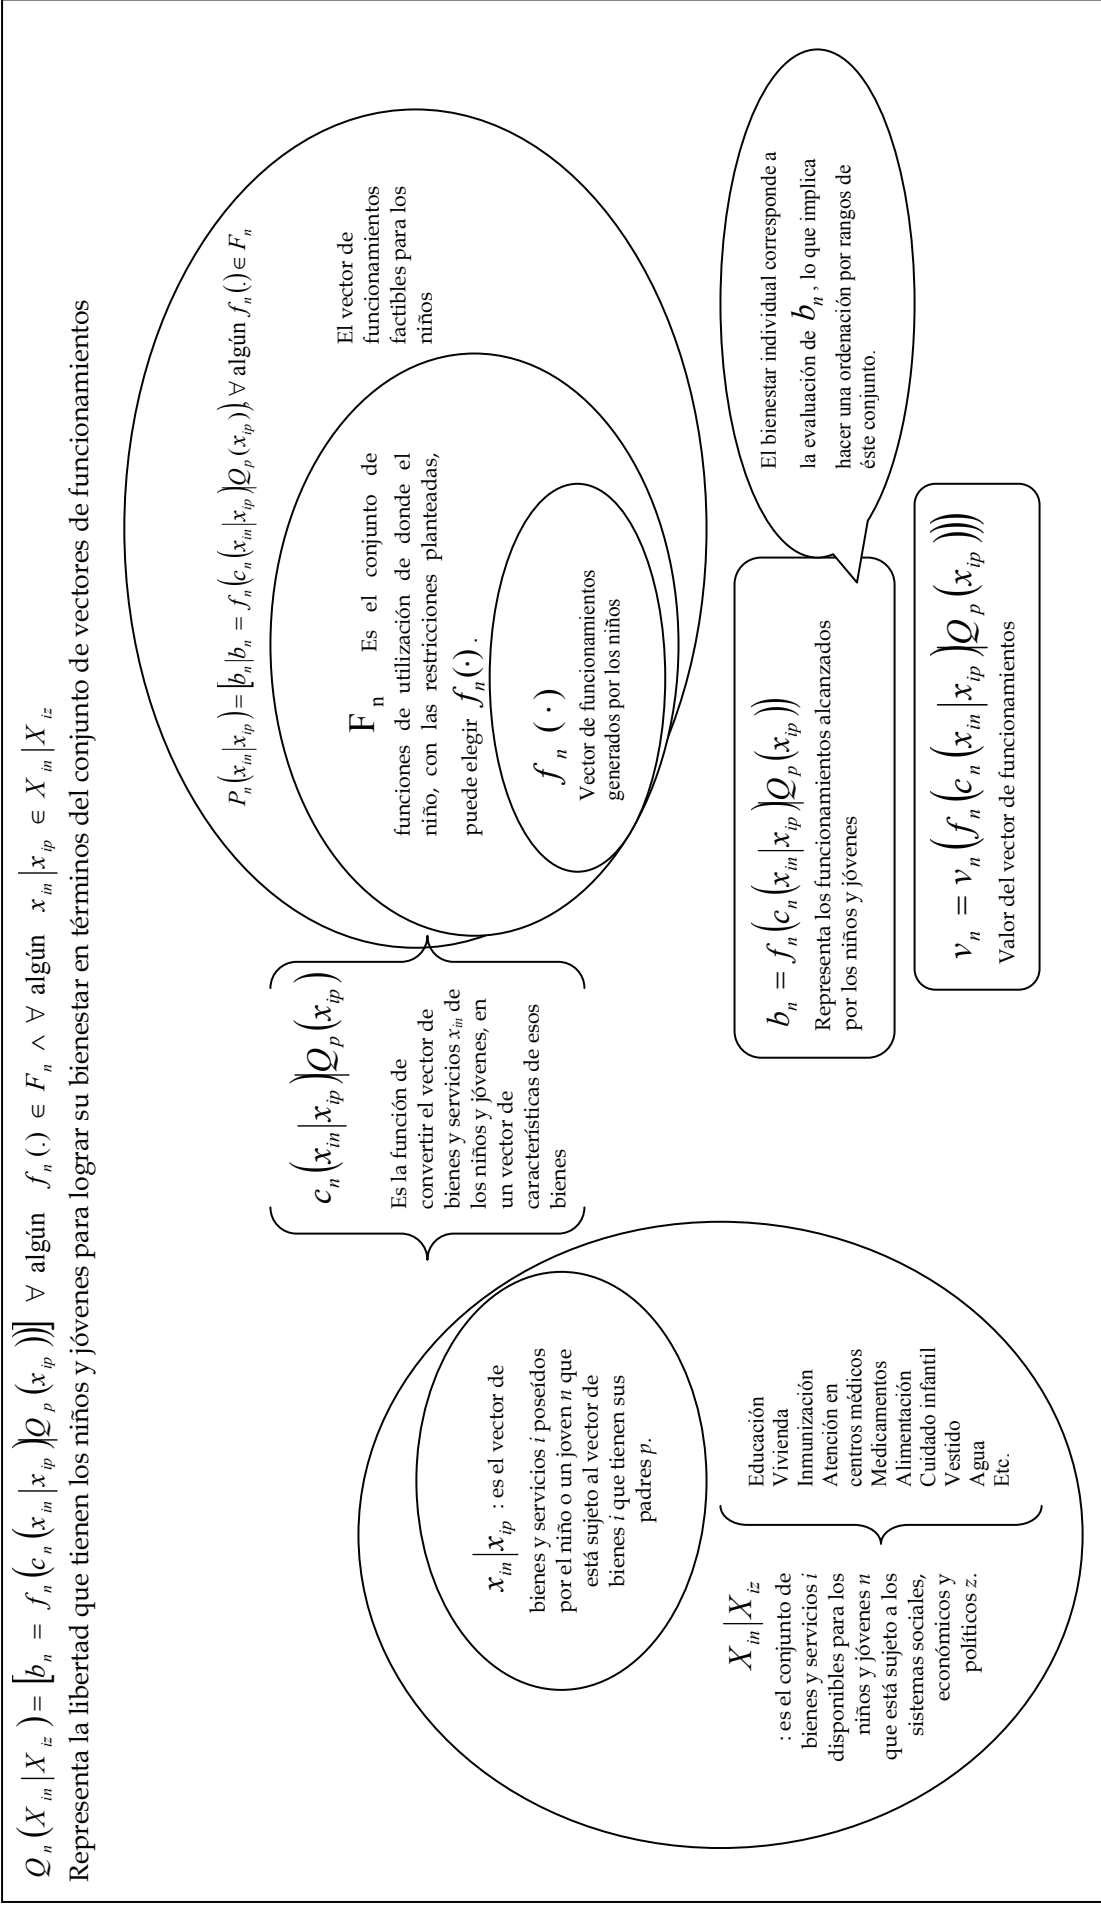 Q_n(X_in|X_iz) = [b_n = f_n(c_n(x_in|x_ip)|Q_p(x_ip))] ∀ algún f_n(.) ∈ F_n ∧ ∀ algún x_in|x_ip ∈ X_in|X_iz
Representa la libertad que tienen los niños y jóvenes para lograr su bienestar en términos del conjunto de vectores de funcionamientos
x_in|x_ip : es el vector de
bienes y servicios i poseídos
por el niño o un joven n que
está sujeto al vector de
bienes i que tienen sus
padres p.
X_in|X_iz
: es el conjunto de
bienes y servicios i
disponibles para los
niños y jóvenes n
que está sujeto a los
sistemas sociales,
económicos y
políticos z.
Educación
Vivienda
Inmunización
Atención en
centros médicos
Medicamentos
Alimentación
Cuidado infantil
Vestido
Agua
Etc.
c_n(x_in|x_ip)|Q_p(x_ip)
Es la función de
convertir el vector de
bienes y servicios x_in de
los niños y jóvenes, en
un vector de
características de esos
bienes
P_n(x_in|x_ip) = [b_n|b_n = f_n(c_n(x_in|x_ip)|Q_p(x_ip)), ∀ algún f_n(.) ∈ F_n
El vector de
funcionamientos
factibles para los
niños
F_n Es el conjunto de
funciones de utilización de donde el
niño, con las restricciones planteadas,
puede elegir f_n(·) .
f_n (·)
Vector de funcionamientos
generados por los niños
b_n = f_n(c_n(x_in|x_ip)|Q_p(x_ip))
Representa los funcionamientos alcanzados
por los niños y jóvenes
El bienestar individual corresponde a
la evaluación de b_n, lo que implica
hacer una ordenación por rangos de
éste conjunto.
v_n = v_n(f_n(c_n(x_in|x_ip)|Q_p(x_ip)))
Valor del vector de funcionamientos